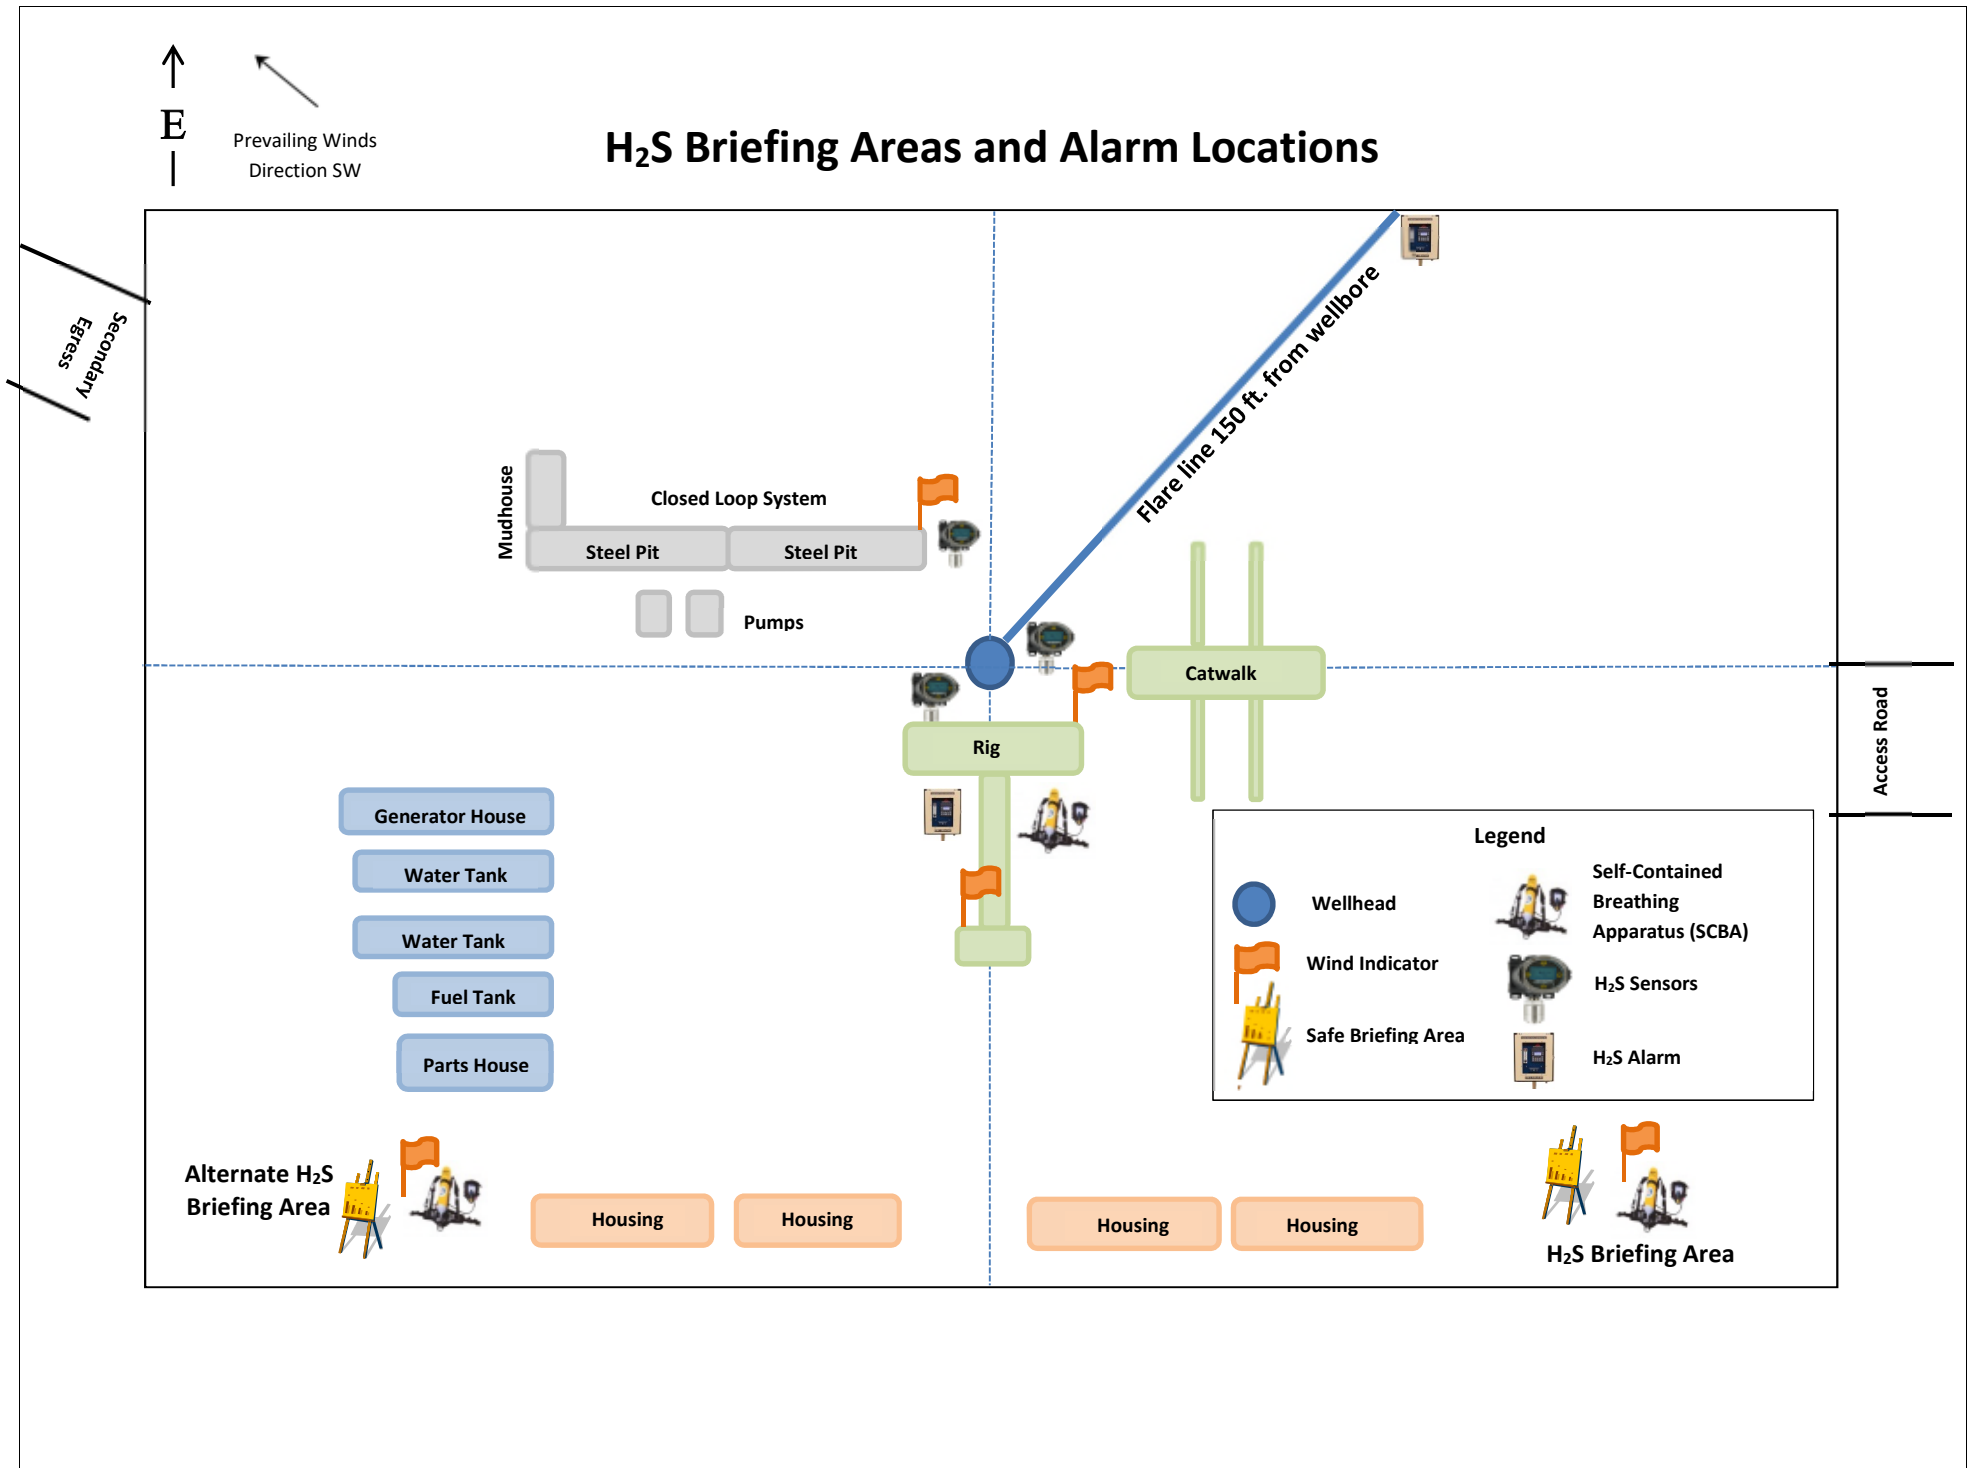 E
Prevailing Winds
Direction SW
H₂S Briefing Areas and Alarm Locations
Secondary
Egress
Flare line 150 ft. from wellbore
Mudhouse
Closed Loop System
Steel Pit
Steel Pit
Pumps
Catwalk
Access Road
Rig
Generator House
Water Tank
Water Tank
Fuel Tank
Parts House
Legend
Wellhead
Wind Indicator
Safe Briefing Area
Self-Contained
Breathing
Apparatus (SCBA)
H₂S Sensors
H₂S Alarm
Alternate H₂S
Briefing Area
Housing
Housing
Housing
Housing
H₂S Briefing Area